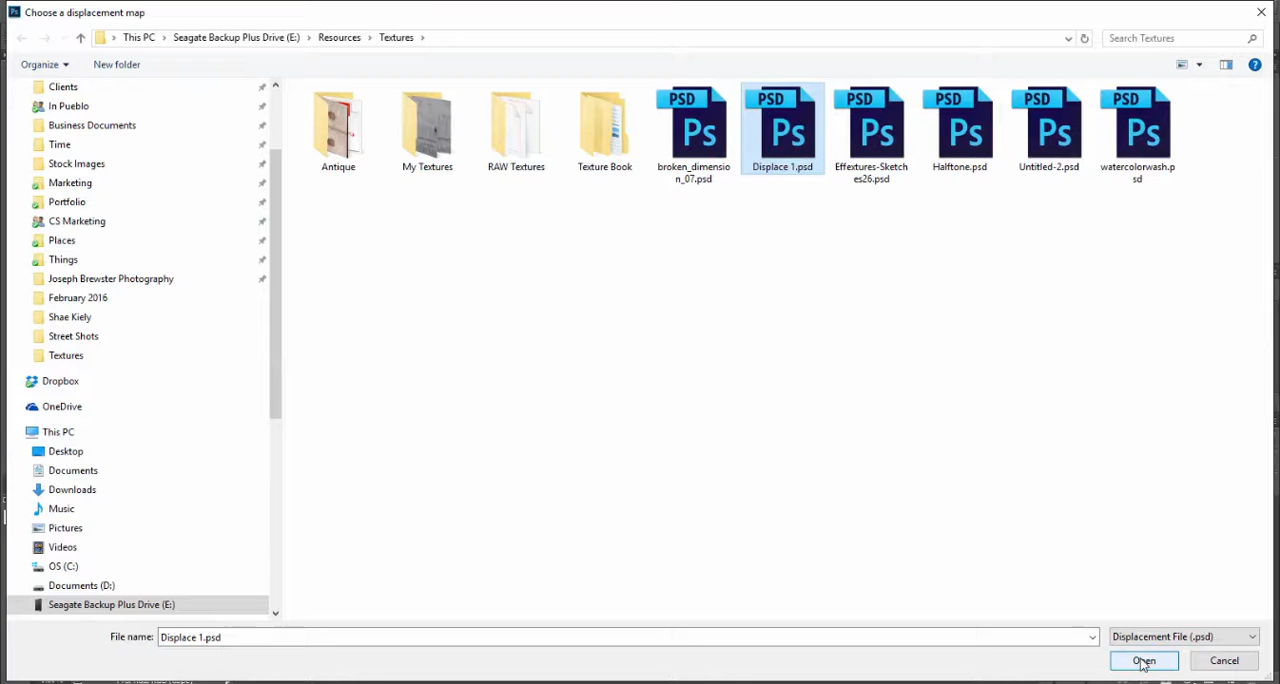 Choose a displacement map
This PC > Seagate Backup Plus Drive (E:) > Resources > Textures >
Search Textures
Organize
New folder
Clients
In Pueblo
Business Documents
Time
Stock Images
Marketing
Portfolio
CS Marketing
Places
Things
Joseph Brewster Photography
February 2016
Shae Kiely
Street Shots
Textures
Dropbox
OneDrive
This PC
Desktop
Documents
Downloads
Music
Pictures
Videos
OS (C:)
Documents (D:)
Seagate Backup Plus Drive (E:)
PSD
PSD
PSD
PSD
PSD
PSD
Ps
Ps
Ps
Ps
Ps
Ps
Antique
My Textures
RAW Textures
Texture Book
broken_dimensio
n_07.psd
Displace 1.psd
Effextures-Sketch
es26.psd
Halftone.psd
Untitled-2.psd
watercolorwash.p
sd
File name:
Displace 1.psd
Displacement File (.psd)
Open
Cancel